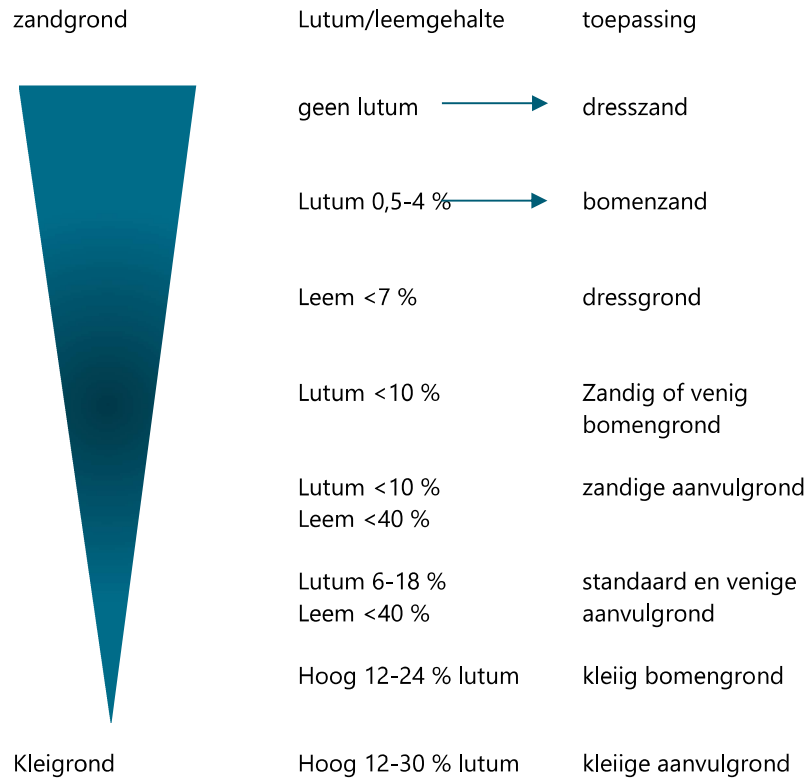 zandgrond Lutum/leemgehalte toepassing
geen lutum dresszand
Lutum 0,5-4 % bomenzand
Leem <7 % dressgrond
Lutum <10 % Zandig of venig
bomengrond
Lutum <10 % zandige aanvulgrond
Leem <40 %
Lutum 6-18 % standaard en venige
Leem <40 % aanvulgrond
Hoog 12-24 % lutum kleiig bomengrond
Kleigrond Hoog 12-30 % lutum kleiige aanvulgrond